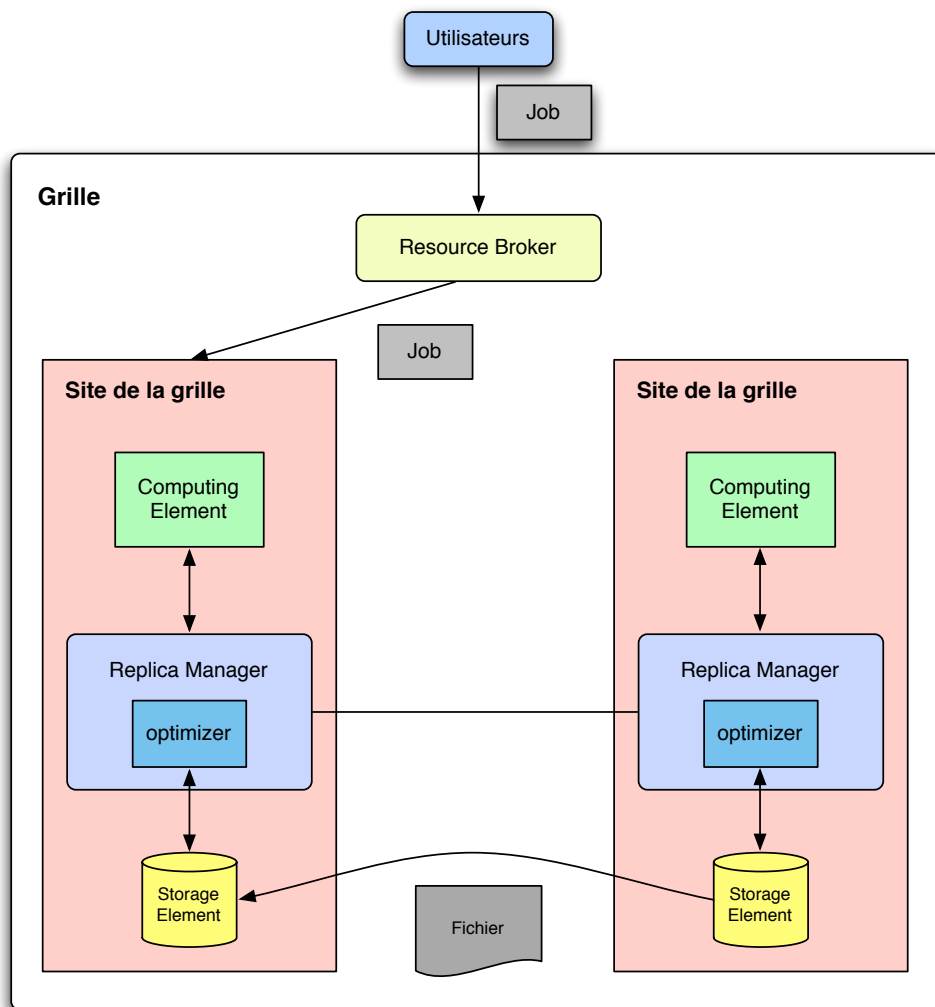 Utilisateurs
Job
Grille
Resource Broker
Job
Site de la grille
Computing
Element
Replica Manager
optimizer
Storage
Element
Site de la grille
Computing
Element
Replica Manager
optimizer
Storage
Element
Fichier